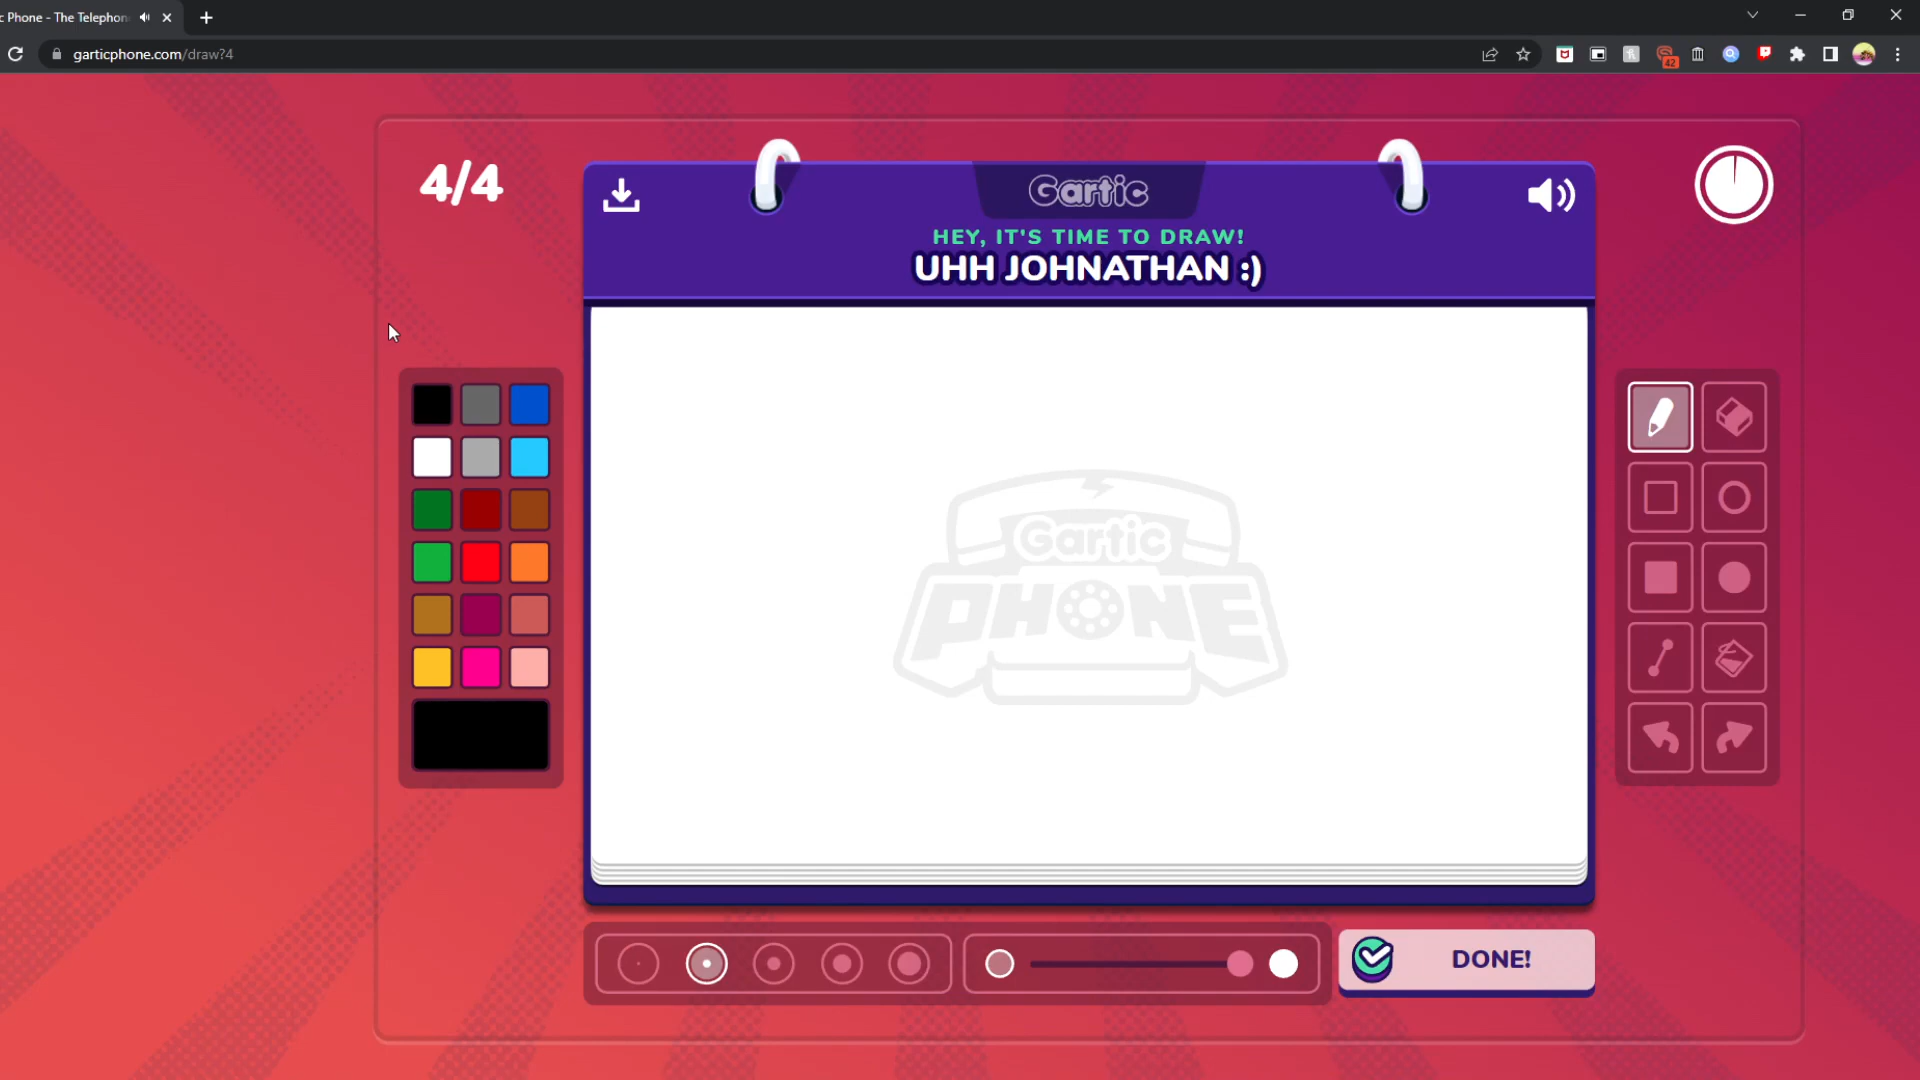 c Phone - The Telephon
garticphone.com/draw?4
42
4/4
Gartic
HEY, IT'S TIME TO DRAW!
UHH JOHNATHAN :)
Gartic
PHONE
DONE!